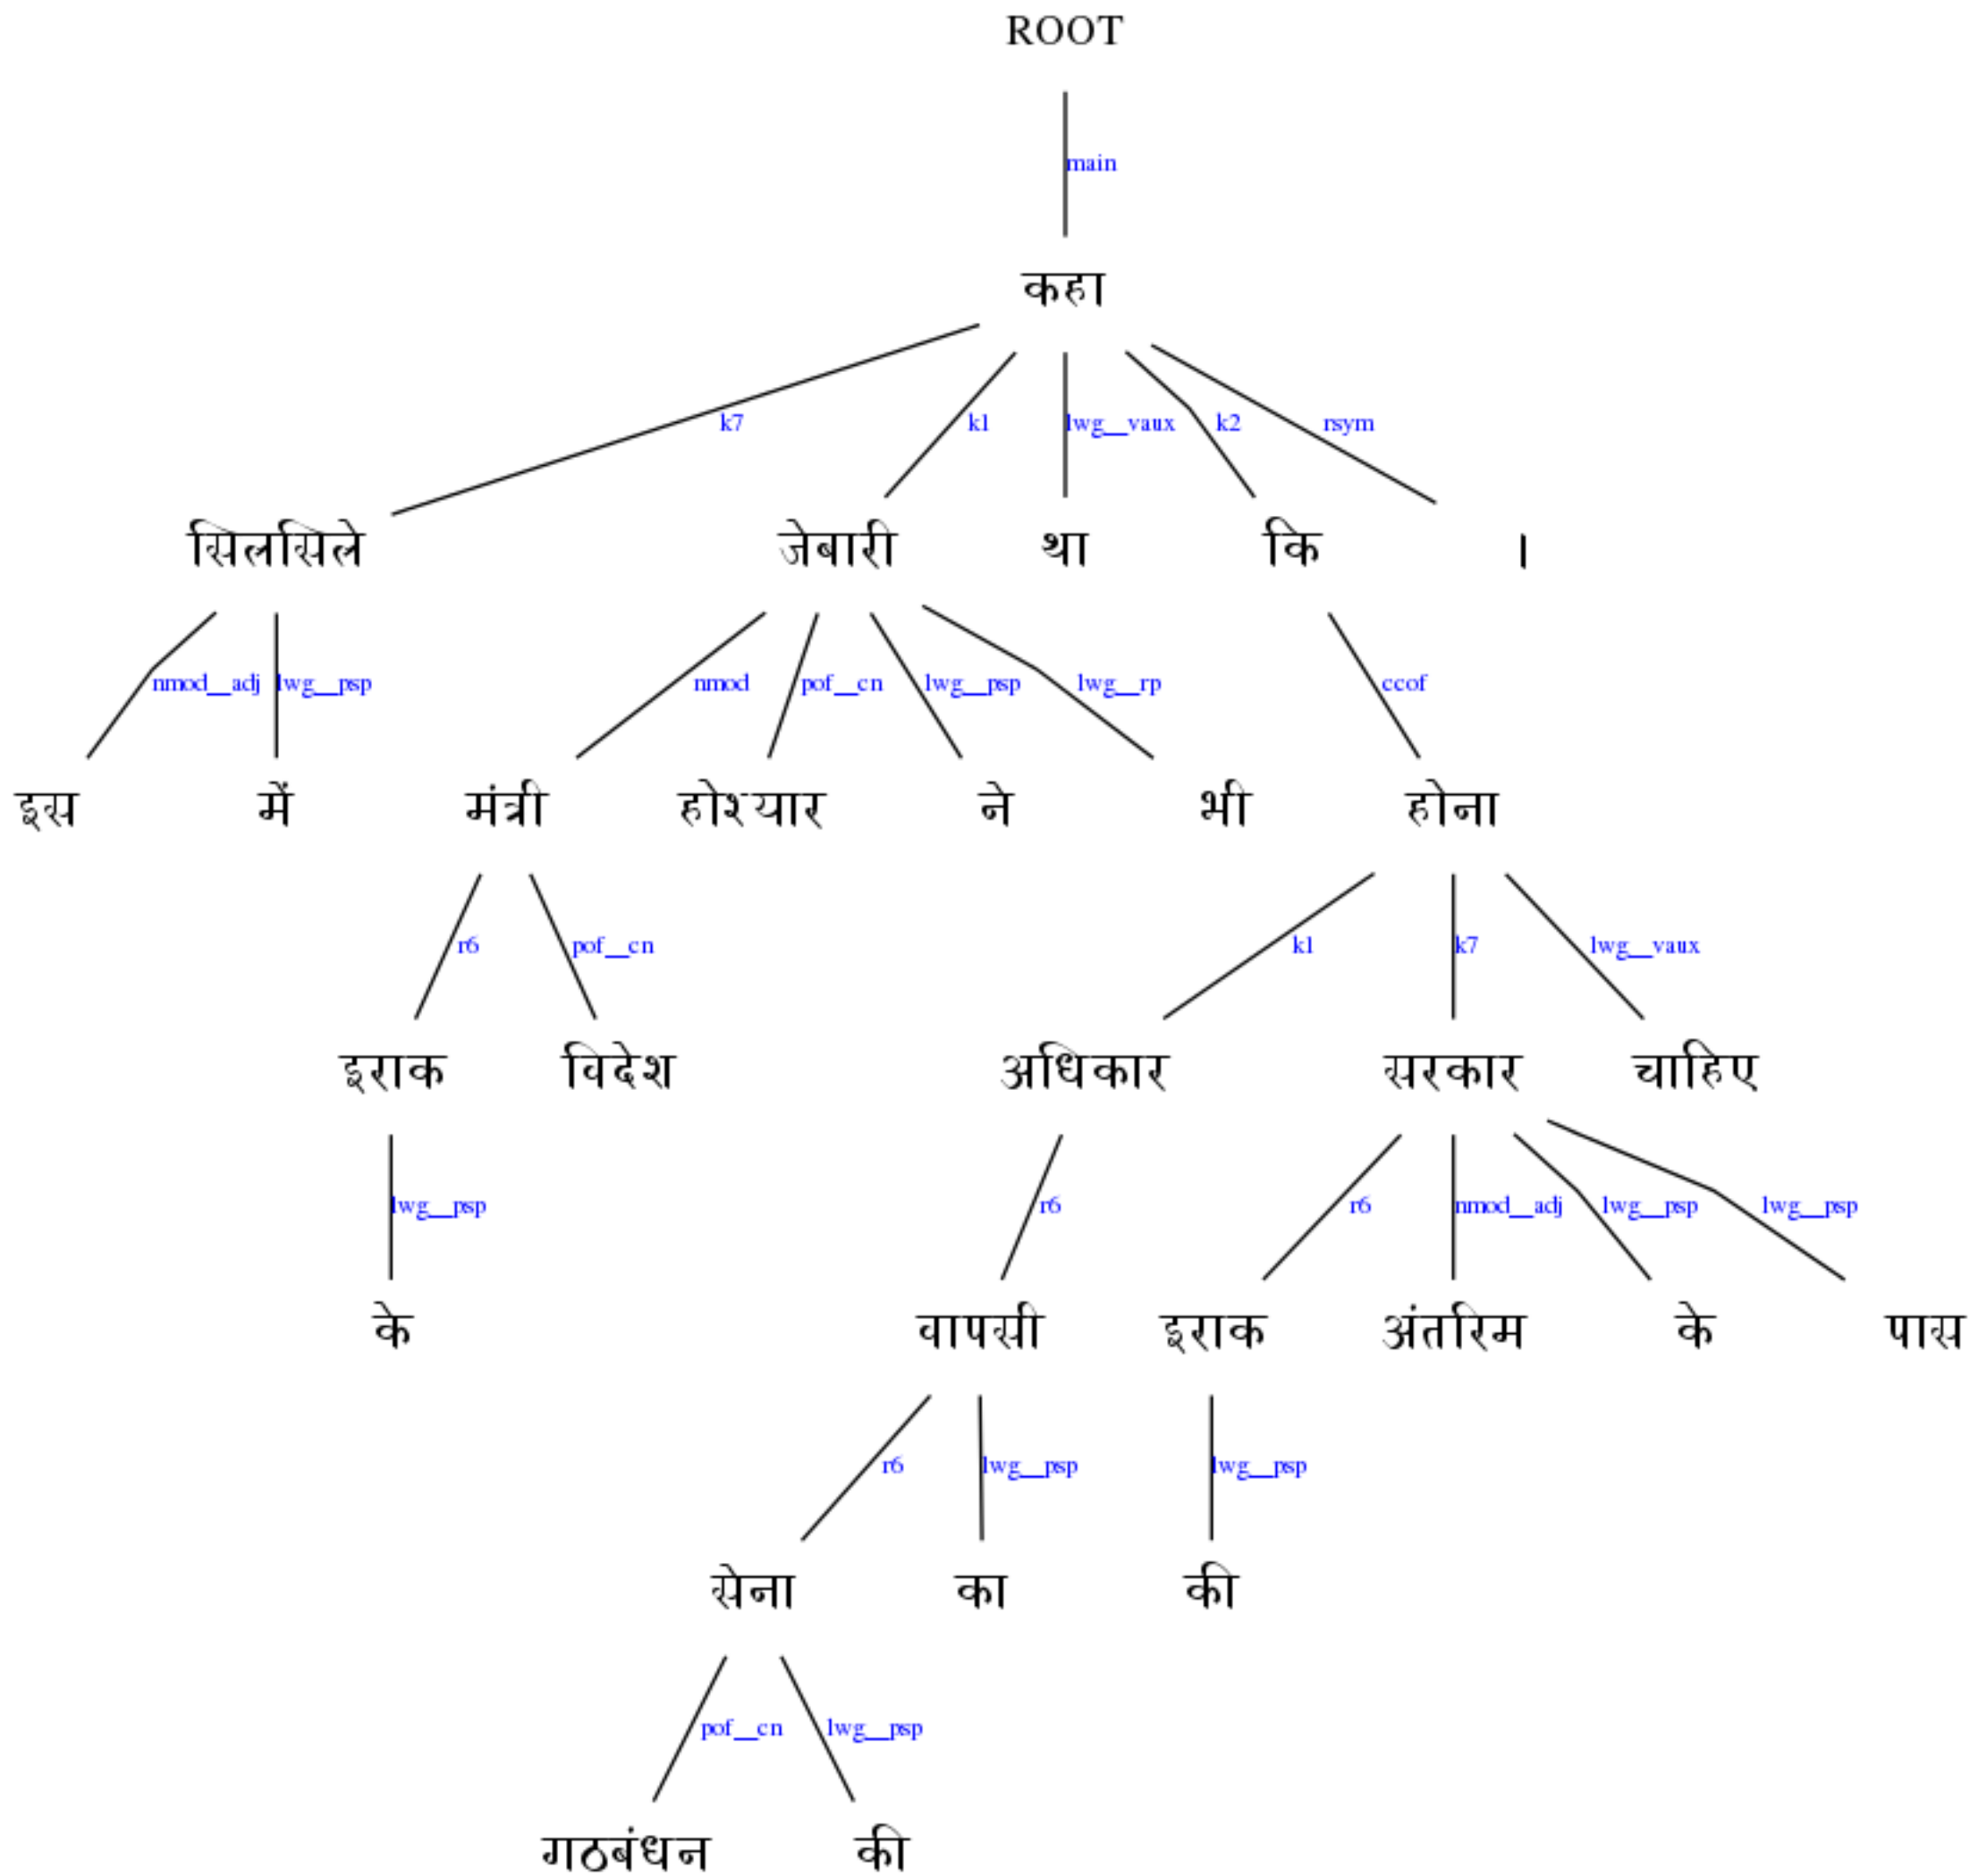 ROOT
main
कहा
k7 k1 lwg__vaux k2 rsym
सिलसिले जेबारी था कि ।
nmod__adj lwg__psp nmod pof__cn lwg__psp lwg__rp ccof
इस में मंत्री होश्यार ने भी होना
r6 pof__cn k1 k7 lwg__vaux
इराक विदेश अधिकार सरकार चाहिए
lwg__psp r6 r6 nmod__adj lwg__psp lwg__psp
के वापसी इराक अंतरिम के पास
r6 lwg__psp lwg__psp
सेना का की
pof__cn lwg__psp
गठबंधन की